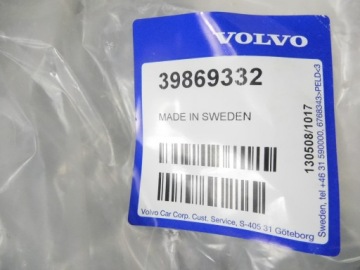 VOLVO
39869332
MADE IN SWEDEN
Volvo Car Corp. Cust. Service, S-405 31 Göteborg
Sweden, tel +46 31 590000, 6768343>PELD<3
130508/1017